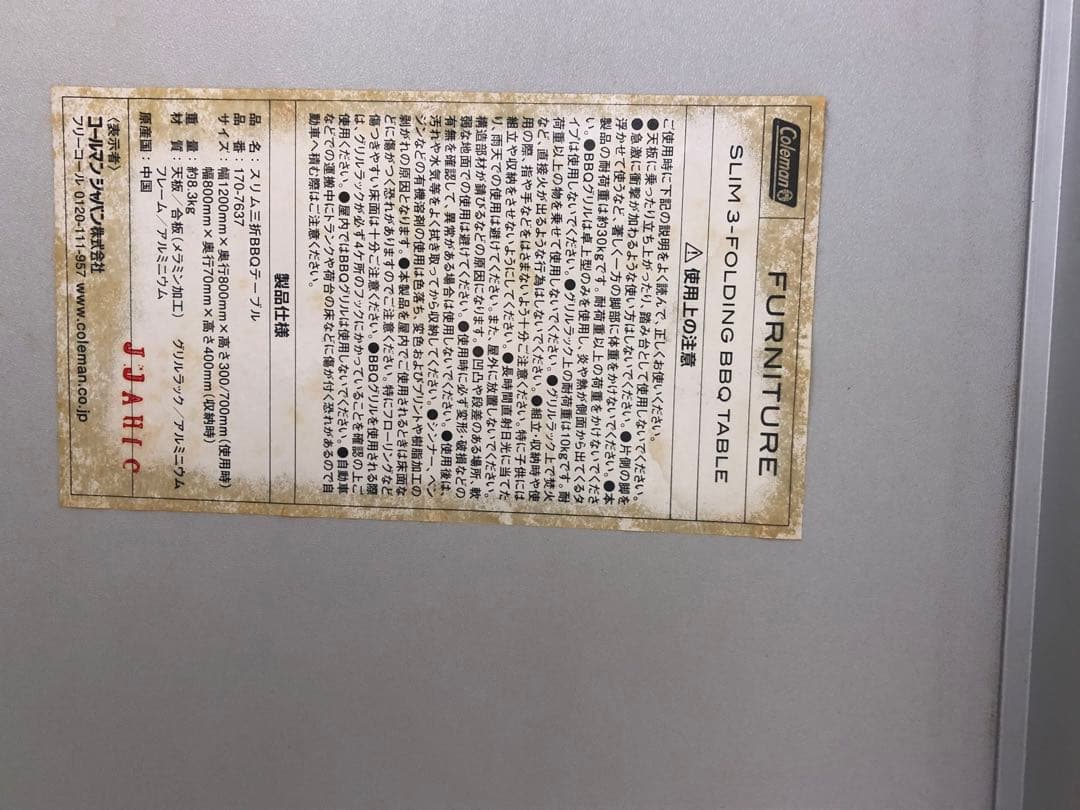 Coleman
FURNITURE
SLIM 3-FOLDING BBQ TABLE
⚠使用上の注意
ご使用時に下記の説明をよく読んで、正しくお使いください。
●天板に乗ったり立ち上がったり、踏み台として使用しないでください。
●急激に衝撃が加わるような使い方はしないでください。●片側の脚を
浮かせて使うなど、著しく一方の脚部に体重をかけないでください。●本
製品の耐荷重は約30kgです。耐荷重以上の荷重をかけないでくださ
い。●BBQグリルは卓上型のみを使用し、炎や熱が側面から出てくるタ
イプは使用しないでください。●グリルラック上の耐荷重は10kgです。耐
荷重以上の物を乗せて使用しないでください。●グリルラック上で焚火
など、直接火が出るような行為はしないでください。●組立・収納時や使
用の際、指や手などをはさまないよう十分ご注意ください。特に子供には
組立や収納をさせないようにしてください。●長時間直射日光に当てた
り、雨天での使用は避けてください。また、屋外に放置しないでください。
構造部材が錆びるなどの原因になります。●凹凸や段差のある場所、軟
弱な地面での使用は避けてください。●使用時に必ず変形・破損などの
有無を確認して、異常がある場合は使用しないでください。●使用後は、
汚れや水気等をよく拭き取ってから収納してください。●シンナー、ベン
ジンなどの有機溶剤の使用は色落ち、変色およびプリントや樹脂加工の
剝がれの原因となります。●本製品を屋内でご使用されるときは床面な
どに傷がつく恐れがありますのでご注意ください。特にフローリングなど
傷つきやすい床面は十分ご注意ください。●BBQグリルを使用される際
は、グリルラックが必ず4ケ所のフックにかかっていることを確認の上ご
使用ください。●屋内ではBBQグリルは使用しないでください。●自動車
などでの運搬中にトランクや荷台の床などに傷が付く恐れがあるので自
動車へ積む際はご注意ください。
製品仕様
品 名：スリム三折BBQテーブル
品 番：170-7637
サイズ：幅1200mm×奥行800mm×高さ300/700mm（使用時）
幅800mm×奥行70mm×高さ400mm（収納時）
重 量：約8.3kg
材 質：天板／合板（メラミン加工） グリルラック／アルミニウム
フレーム／アルミニウム
原産国：中国
〈表示者〉
コールマン ジャパン株式会社
フリーコール 0120-111-957 www.coleman.co.jp